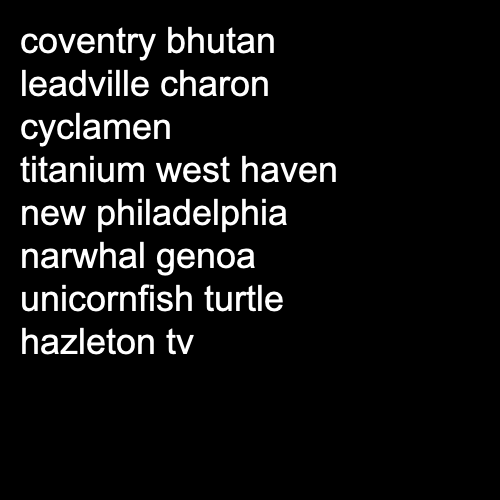 coventry bhutan
leadville charon
cyclamen
titanium west haven
new philadelphia
narwhal genoa
unicornfish turtle
hazleton tv